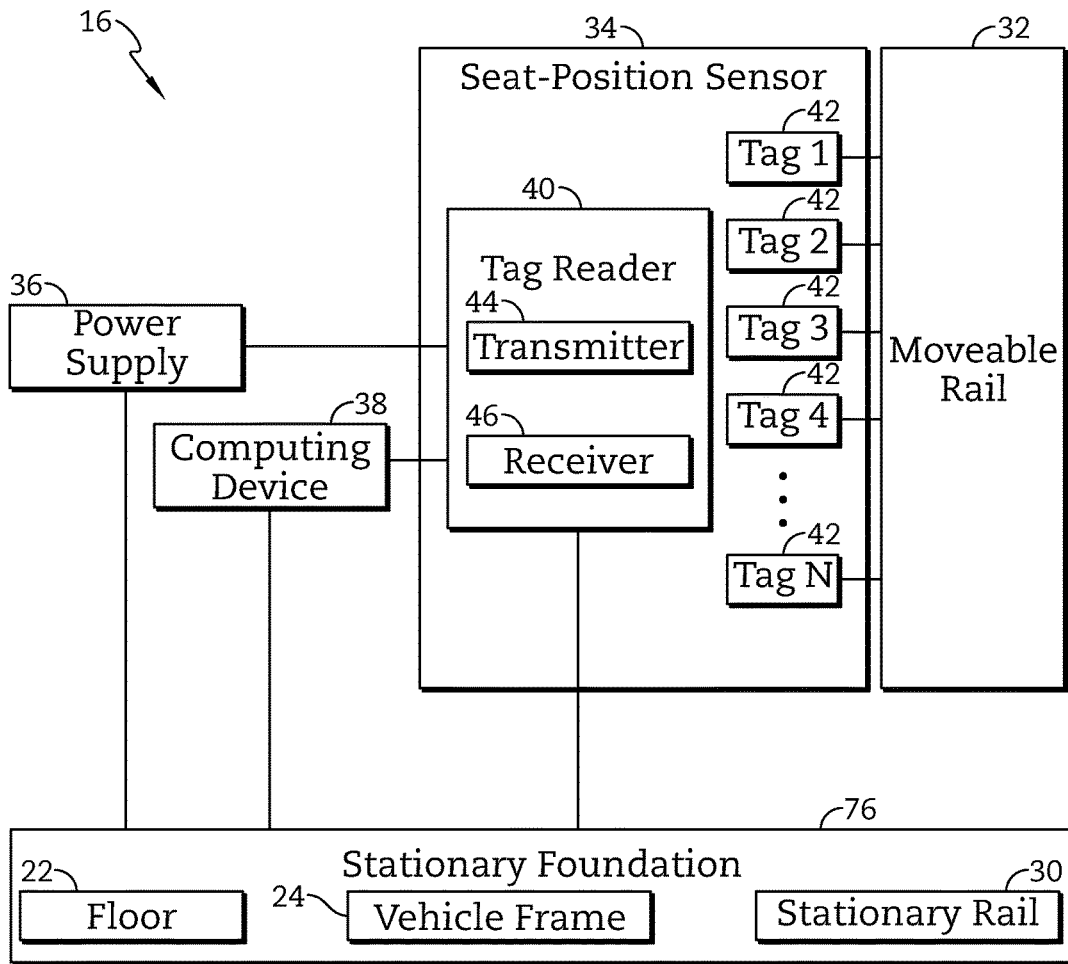 16
34
32
Seat-Position Sensor
42
Tag 1
40
42
Tag 2
Tag Reader
36
Power
Supply
44
Transmitter
42
Tag 3
Moveable
Rail
38
Computing
Device
46
Receiver
42
Tag 4
42
Tag N
76
Stationary Foundation
22
Floor
24
Vehicle Frame
30
Stationary Rail